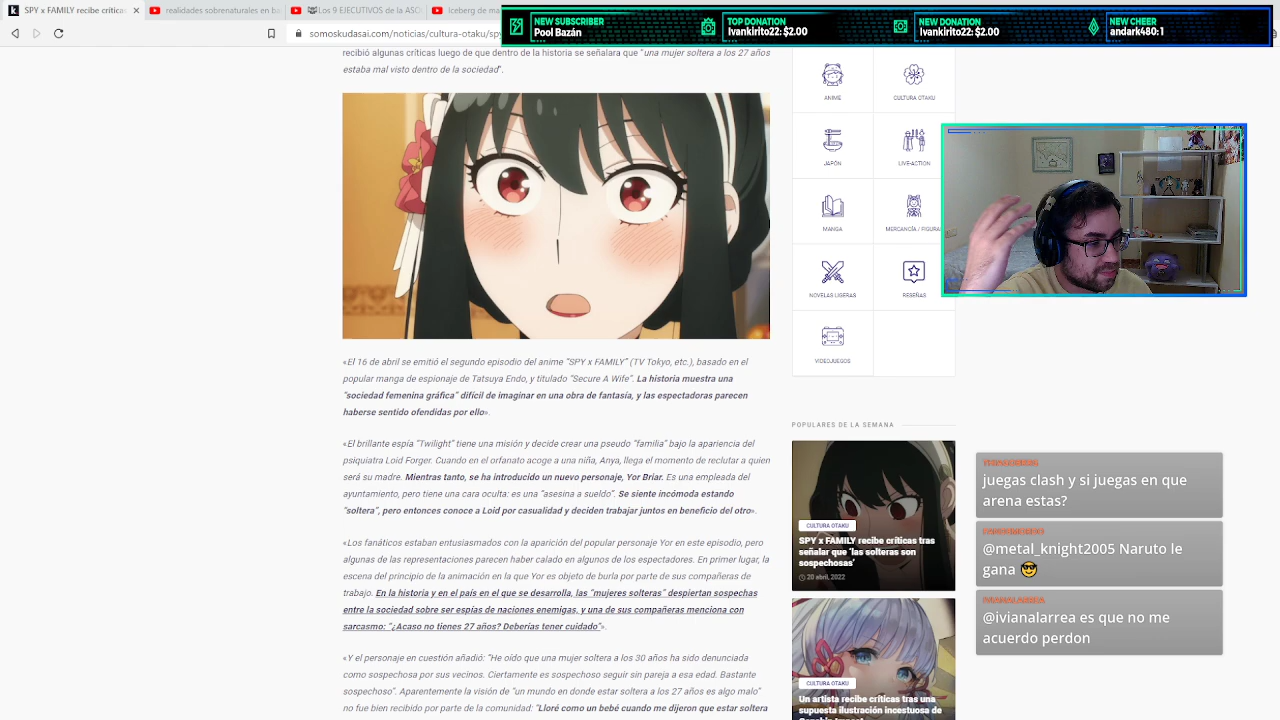 SPY x FAMILY recibe críticas
realidades sobrenaturales en bo
Los 9 EJECUTIVOS de la ASC
Iceberg de m
NEW SUBSCRIBER
Pool Bazán
TOP DONATION
Ivankirito22: $2.00
NEW DONATION
Ivankirito22: $2.00
NEW CHEER
andark480:1
somoskudasai.com/noticias/cultura-otaku/spy
recibió algunas críticas luego de que dentro de la historia se señalara que "una mujer soltera a los 27 años
estaba mal vista dentro de la sociedad".
«El 16 de abril se emitió el segundo episodio del anime "SPY x FAMILY" (TV Tokyo, etc.), basado en el
popular manga de espionaje de Tatsuya Endo, y titulado "Secure A Wife". La historia muestra una
"sociedad femenina gráfica" difícil de imaginar en una obra de fantasía, y las espectadoras parecen
haberse sentido ofendidas por ello».
«El brillante espía "Twilight" tiene una misión y decide crear una pseudo "familia" bajo la apariencia del
psiquiatra Loid Forger. Cuando en el orfanato acoge a una niña, Anya, llega el momento de reclutar a quien
será su madre. Mientras tanto, se ha introducido un nuevo personaje, Yor Briar. Es una empleada del
ayuntamiento, pero tiene una cara oculta: es una "asesina a sueldo". Se siente incómoda estando
"soltera", pero entonces conoce a Loid por casualidad y deciden trabajar juntos en beneficio del otro».
«Los fanáticos estaban entusiasmados con la aparición del popular personaje Yor en este episodio, pero
algunas de las representaciones parecen haber calado en algunos de los espectadores. En primer lugar, la
escena del principio de la animación en la que Yor es objeto de burla por parte de sus compañeras de
trabajo. En la historia y en el país en el que se desarrolla, las "mujeres solteras" despiertan sospechas
entre la sociedad sobre ser espías de naciones enemigas, y una de sus compañeras menciona con
sarcasmo: "¿Acaso no tienes 27 años? Deberías tener cuidado"».
«Y el personaje en cuestión añadió: "He oído que una mujer soltera a los 30 años ha sido denunciada
como sospechosa por sus vecinos. Ciertamente es sospechoso seguir sin pareja a esa edad. Bastante
sospechoso". Aparentemente la visión de "un mundo en donde estar soltera a los 27 años es algo malo"
no fue bien recibido por parte de la comunidad: "Lloré como un bebé cuando me dijeron que estar soltera
ANIME
CULTURA OTAKU
JAPÓN
LIVE-ACTION
MANGA
MERCANCÍA / FIGURAS
NOVELAS LIGERAS
RESEÑAS
VIDEOJUEGOS
POPULARES DE LA SEMANA
CULTURA OTAKU
SPY x FAMILY recibe críticas tras
señalar que 'las solteras son
sospechosas'
20 abril, 2022
CULTURA OTAKU
Un artista recibe críticas tras una
supuesta ilustración incestuosa de
Genshin Impact
juegas clash y si juegas en que
arena estas?
@metal_knight2005 Naruto le
gana 😎
@ivianalarrea es que no me
acuerdo perdon